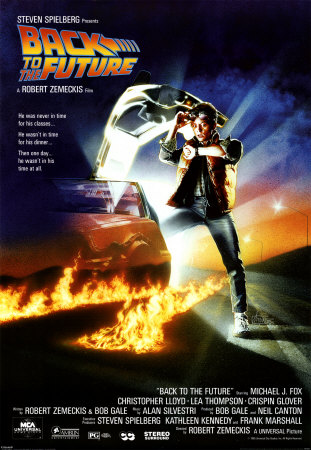 STEVEN SPIELBERG Presents
BACK
TO
THE FUTURE
A ROBERT ZEMECKIS Film
He was never in time
for his classes...
He wasn't in time
for his dinner...
Then one day...
he wasn't in his
time at all.
"BACK TO THE FUTURE" Starring MICHAEL J. FOX
CHRISTOPHER LLOYD · LEA THOMPSON · CRISPIN GLOVER
Written by ROBERT ZEMECKIS & BOB GALE Music by ALAN SILVESTRI Produced by BOB GALE and NEIL CANTON
Executive Producers STEVEN SPIELBERG KATHLEEN KENNEDY and FRANK MARSHALL
Directed by ROBERT ZEMECKIS A UNIVERSAL Picture
MCA
UNIVERSAL
AMBLIN
PG
STEREO
SURROUND